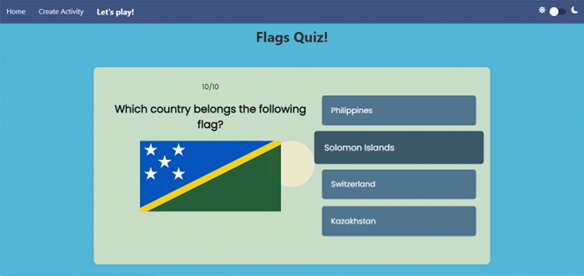 Home Create Activity Let's play!
Flags Quiz!
10/10
Which country belongs the following
flag?
Philippines
Solomon Islands
Switzerland
Kazakhstan